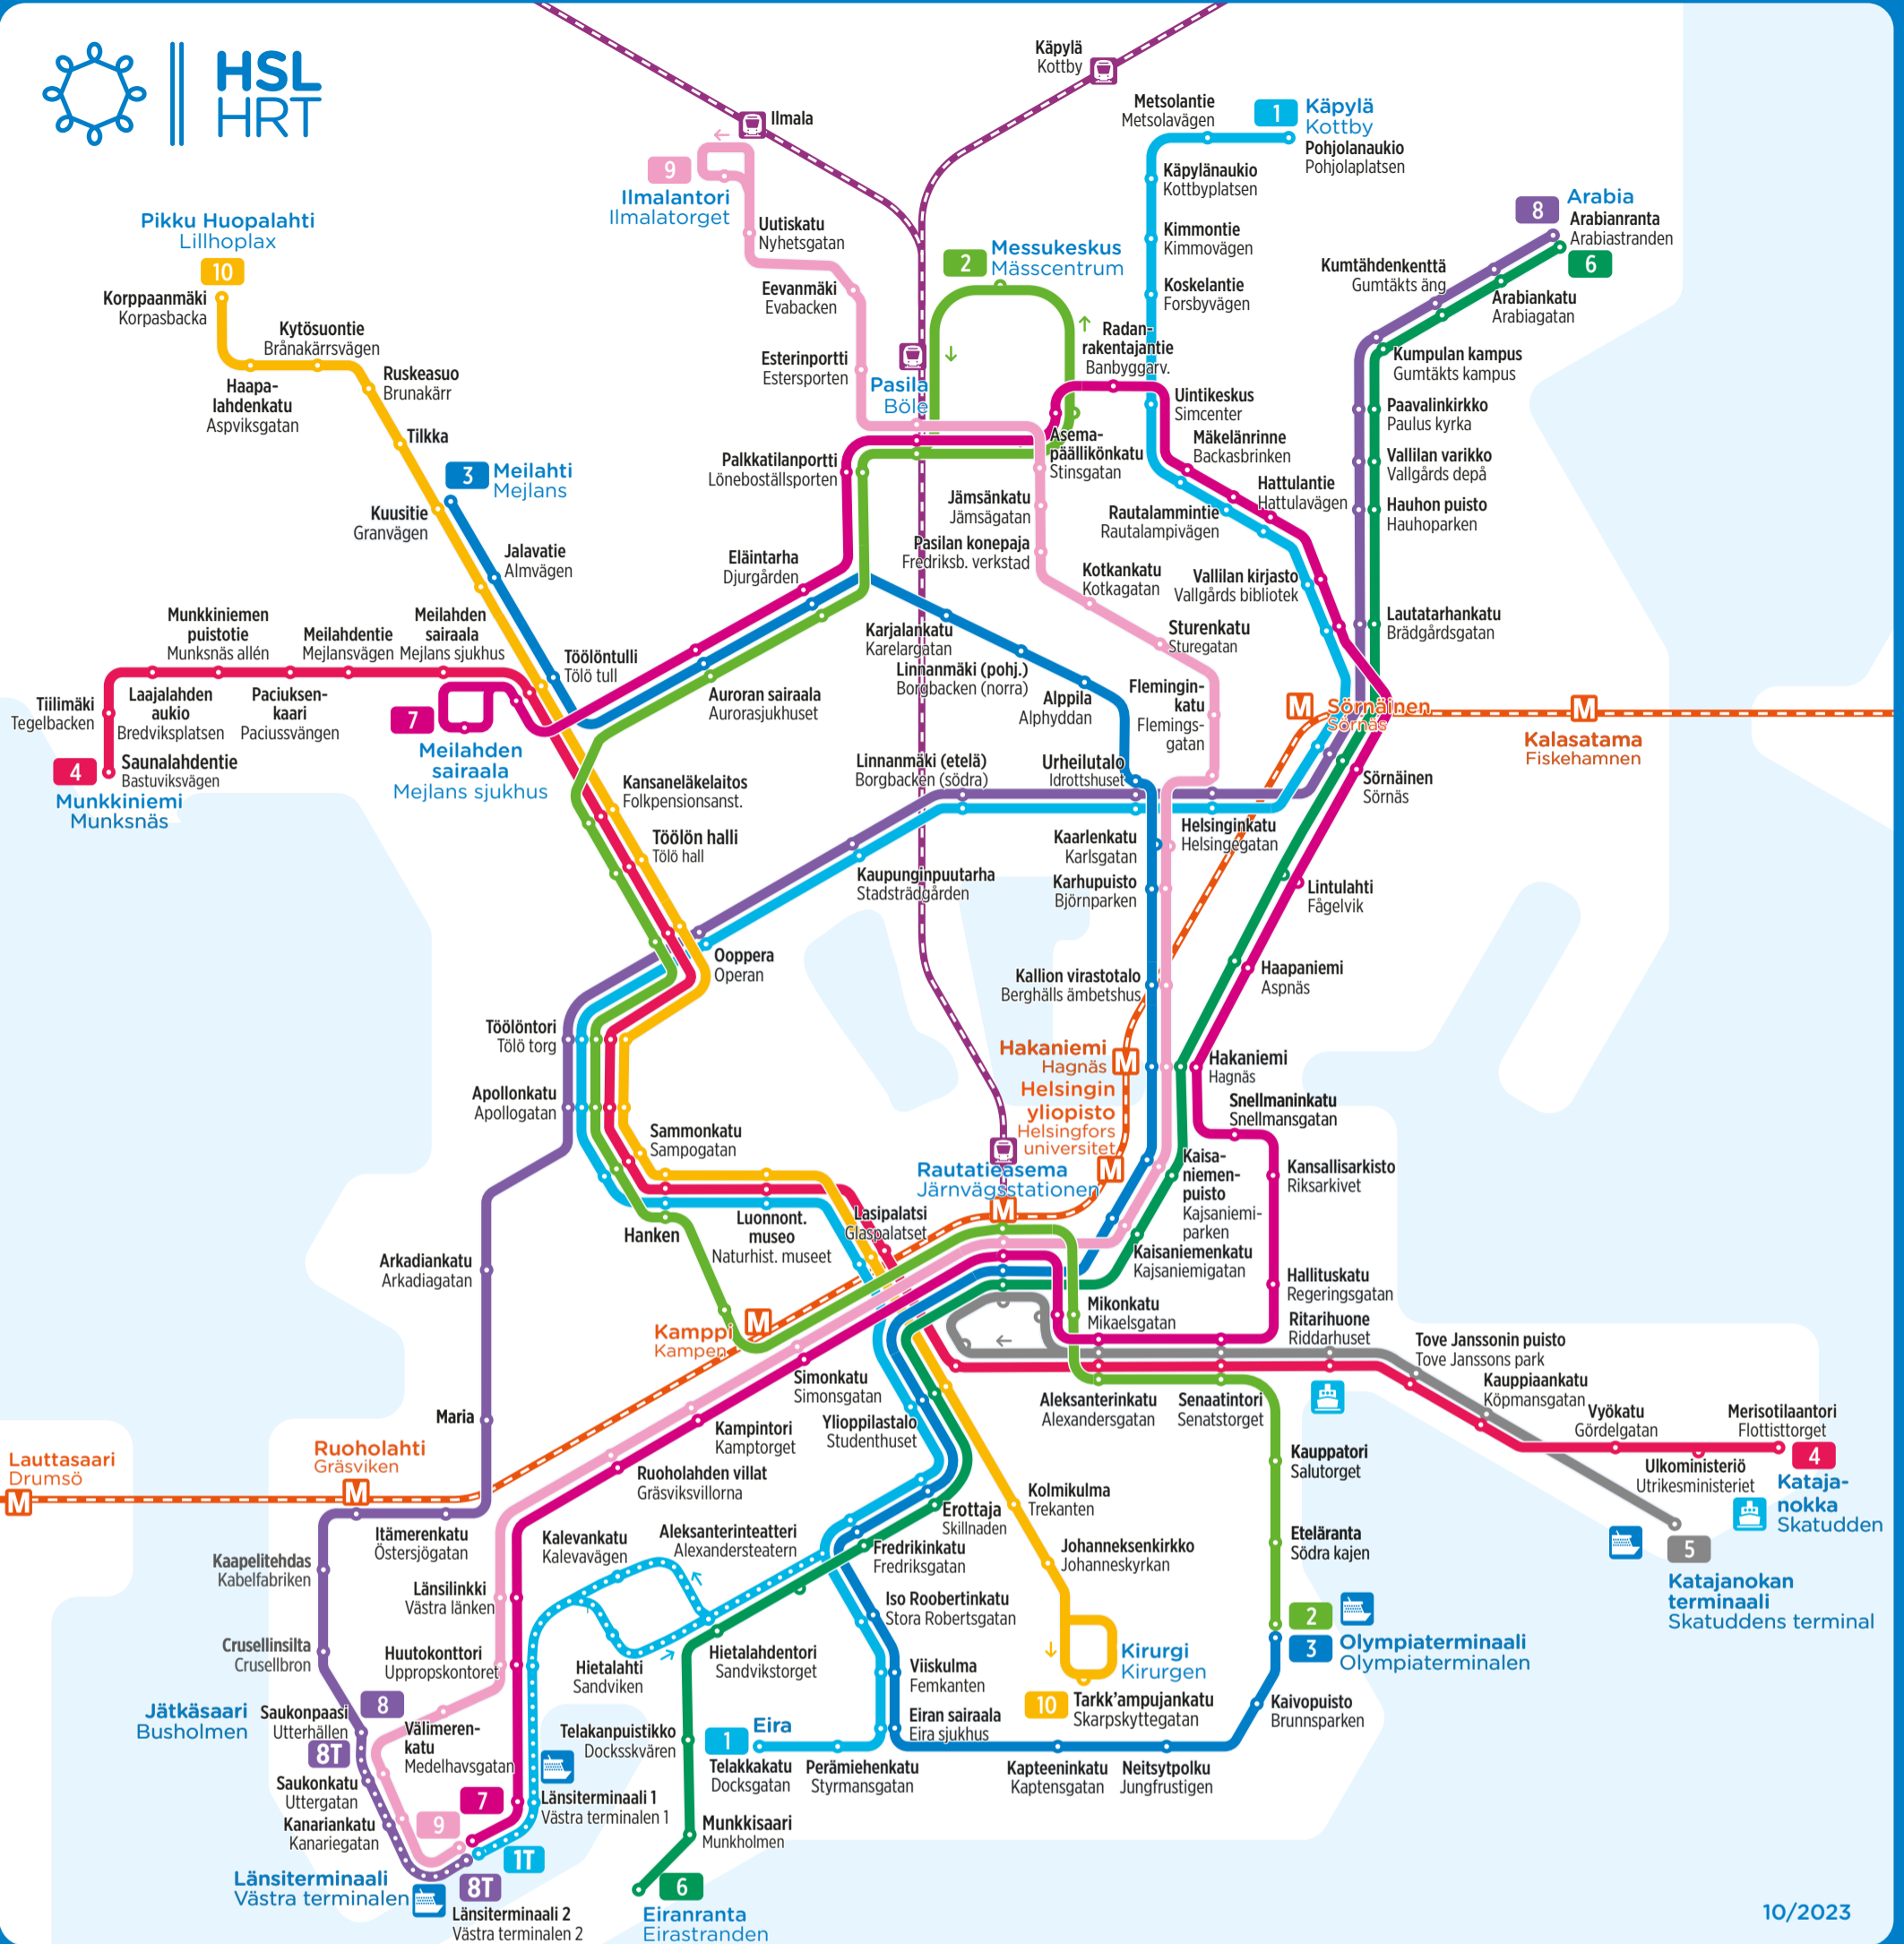 HSL
HRT
Käpylä
Kottby
Ilmala
Metsolantie
Metsolavägen
1
Käpylä
Kottby
Pohjolanaukio
Pohjolaplatsen
9
Ilmalantori
Ilmalatorget
Käpylänaukio
Kottbyplatsen
8
Arabia
Arabianranta
Arabiastranden
6
Pikku Huopalahti
Lillhoplax
10
Uutiskatu
Nyhetsgatan
Kimmontie
Kimmovägen
2
Messukeskus
Mässcentrum
Kumtähdenkenttä
Gumtäkts äng
Korppaanmäki
Korpasbacka
Eevanmäki
Evabacken
Koskelantie
Forsbyvägen
Arabiankatu
Arabiagatan
Kytösuontie
Brånakärrsvägen
Radan-
rakentajantie
Banbyggarv.
Kumpulan kampus
Gumtäkts kampus
Haapa-
lahdenkatu
Aspviksgatan
Ruskeasuo
Brunakärr
Esterinportti
Estersporten
Pasila
Böle
Uintikeskus
Simcenter
Paavalinkirkko
Paulus kyrka
Tilkka
Asema-
päällikönkatu
Stinsgatan
Mäkelänrinne
Backasbrinken
3
Meilahti
Mejlans
Palkkatilanportti
Löneboställsporten
Vallilan varikko
Vallgårds depå
Kuusitie
Granvägen
Jämsänkatu
Jämsägatan
Hattulantie
Hattulavägen
Hauhon puisto
Hauhoparken
Rautalammintie
Rautalampivägen
Jalavatie
Almvägen
Eläintarha
Djurgården
Pasilan konepaja
Fredriksb. verkstad
Kotkankatu
Kotkagatan
Vallilan kirjasto
Vallgårds bibliotek
Munkkiniemen
puistotie
Munksnäs allén
Meilahdentie
Mejlansvägen
Meilahden
sairaala
Mejlans sjukhus
Karjalankatu
Karelargatan
Sturenkatu
Sturegatan
Lautatarhankatu
Brädgårdsgatan
Töölöntulli
Tölö tull
Linnanmäki (pohj.)
Borgbacken (norra)
Tiilimäki
Tegelbacken
Laajalahden
aukio
Bredviksplatsen
Paciuksen-
kaari
Paciussvängen
7
Meilahden
sairaala
Mejlans sjukhus
Auroran sairaala
Aurorasjukhuset
Alppila
Alphyddan
Flemingin-
katu
Flemings-
gatan
M
Sörnäinen
Sörnäs
M
Kalasatama
Fiskehamnen
4
Munkkiniemi
Munksnäs
Saunalahdentie
Bastuviksvägen
Kansaneläkelaitos
Folkpensionsanst.
Linnanmäki (etelä)
Borgbacken (södra)
Urheilutalo
Idrottshuset
Sörnäinen
Sörnäs
Töölön halli
Tölö hall
Kaarlenkatu
Karlsgatan
Helsinginkatu
Helsingegatan
Kaupunginpuutarha
Stadsträdgården
Karhupuisto
Björnparken
Lintulahti
Fågelvik
Ooppera
Operan
Kallion virastotalo
Berghälls ämbetshus
Haapaniemi
Aspnäs
Töölöntori
Tölö torg
Hakaniemi
Hagnäs
M
Hakaniemi
Hagnäs
Apollonkatu
Apollogatan
Helsingin
yliopisto
Helsingfors
universitet
M
Snellmaninkatu
Snellmansgatan
Sammonkatu
Sampogatan
Rautatieasema
Järnvägsstationen
M
Kaisa-
niemen-
puisto
Kajsaniemi-
parken
Kansallisarkisto
Riksarkivet
Hanken
Luonnont.
museo
Naturhist. museet
Lasipalatsi
Glaspalatset
Kaisaniemenkatu
Kajsaniemigatan
Arkadiankatu
Arkadiagatan
Hallituskatu
Regeringsgatan
Kamppi
Kampen
M
Mikonkatu
Mikaelsgatan
Ritarihuone
Riddarhuset
Tove Janssonin puisto
Tove Janssons park
Simonkatu
Simonsgatan
Kauppiaankatu
Köpmansgatan
Maria
Kampintori
Kamptorget
Ylioppilastalo
Studenthuset
Aleksanterinkatu
Alexandersgatan
Senaatintori
Senatstorget
Vyökatu
Gördelgatan
Merisotilaantori
Flottisttorget
4
Kataja-
nokka
Skatudden
Lauttasaari
Drumsö
M
Ruoholahti
Gräsviken
M
Ruoholahden villat
Gräsviksvillorna
Kauppatori
Salutorget
Ulkoministeriö
Utrikesministeriet
Kolmikulma
Trekanten
Erottaja
Skillnaden
Itämerenkatu
Östersjögatan
Kalevankatu
Kalevavägen
Aleksanterinteatteri
Alexandersteatern
Fredrikinkatu
Fredriksgatan
Johanneksenkirkko
Johanneskyrkan
Eteläranta
Södra kajen
5
Katajanokan
terminaali
Skatuddens terminal
Kaapelitehdas
Kabelfabriken
Länsilinkki
Västra länken
Iso Roobertinkatu
Stora Robertsgatan
2
3
Olympiaterminaali
Olympiaterminalen
Crusellinsilta
Crusellbron
Huutokonttori
Uppropskontoret
Hietalahti
Sandviken
Hietalahdentori
Sandvikstorget
Viiskulma
Femkanten
Kirurgi
Kirurgen
10
Tarkk'ampujankatu
Skarpskyttegatan
Kaivopuisto
Brunnsparken
Jätkäsaari
Busholmen
8
Saukonpaasi
Utterhällen
8T
Välimeren-
katu
Medelhavsgatan
Telakanpuistikko
Docksskvären
1
Eira
Telakkakatu
Docksgatan
Perämiehenkatu
Styrmansgatan
Eiran sairaala
Eira sjukhus
Kapteeninkatu
Kaptensgatan
Neitsytpolku
Jungfrustigen
Saukonkatu
Uttergatan
7
Länsiterminaali 1
Västra terminalen 1
Kanariankatu
Kanariegatan
9
Munkkisaari
Munkholmen
1T
Länsiterminaali
Västra terminalen
8T
Länsiterminaali 2
Västra terminalen 2
6
Eiranranta
Eirastranden
10/2023